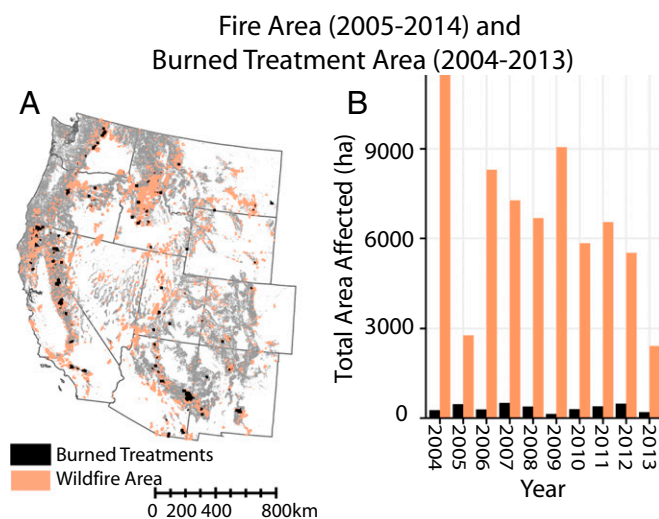 Fire Area (2005-2014) and
Burned Treatment Area (2004-2013)
A
B
Burned Treatments
Wildfire Area
0 200 400 800km
Total Area Affected (ha)
9000
6000
3000
0
2004 2005 2006 2007 2008 2009 2010 2011 2012 2013
Year